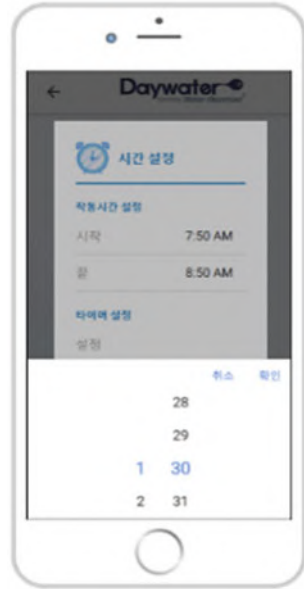 Daywater
시간 설정
작동시간 설정
시작 7:50 AM
끝 8:50 AM
타이머 설정
설정
취소 확인
28
29
1 30
2 31